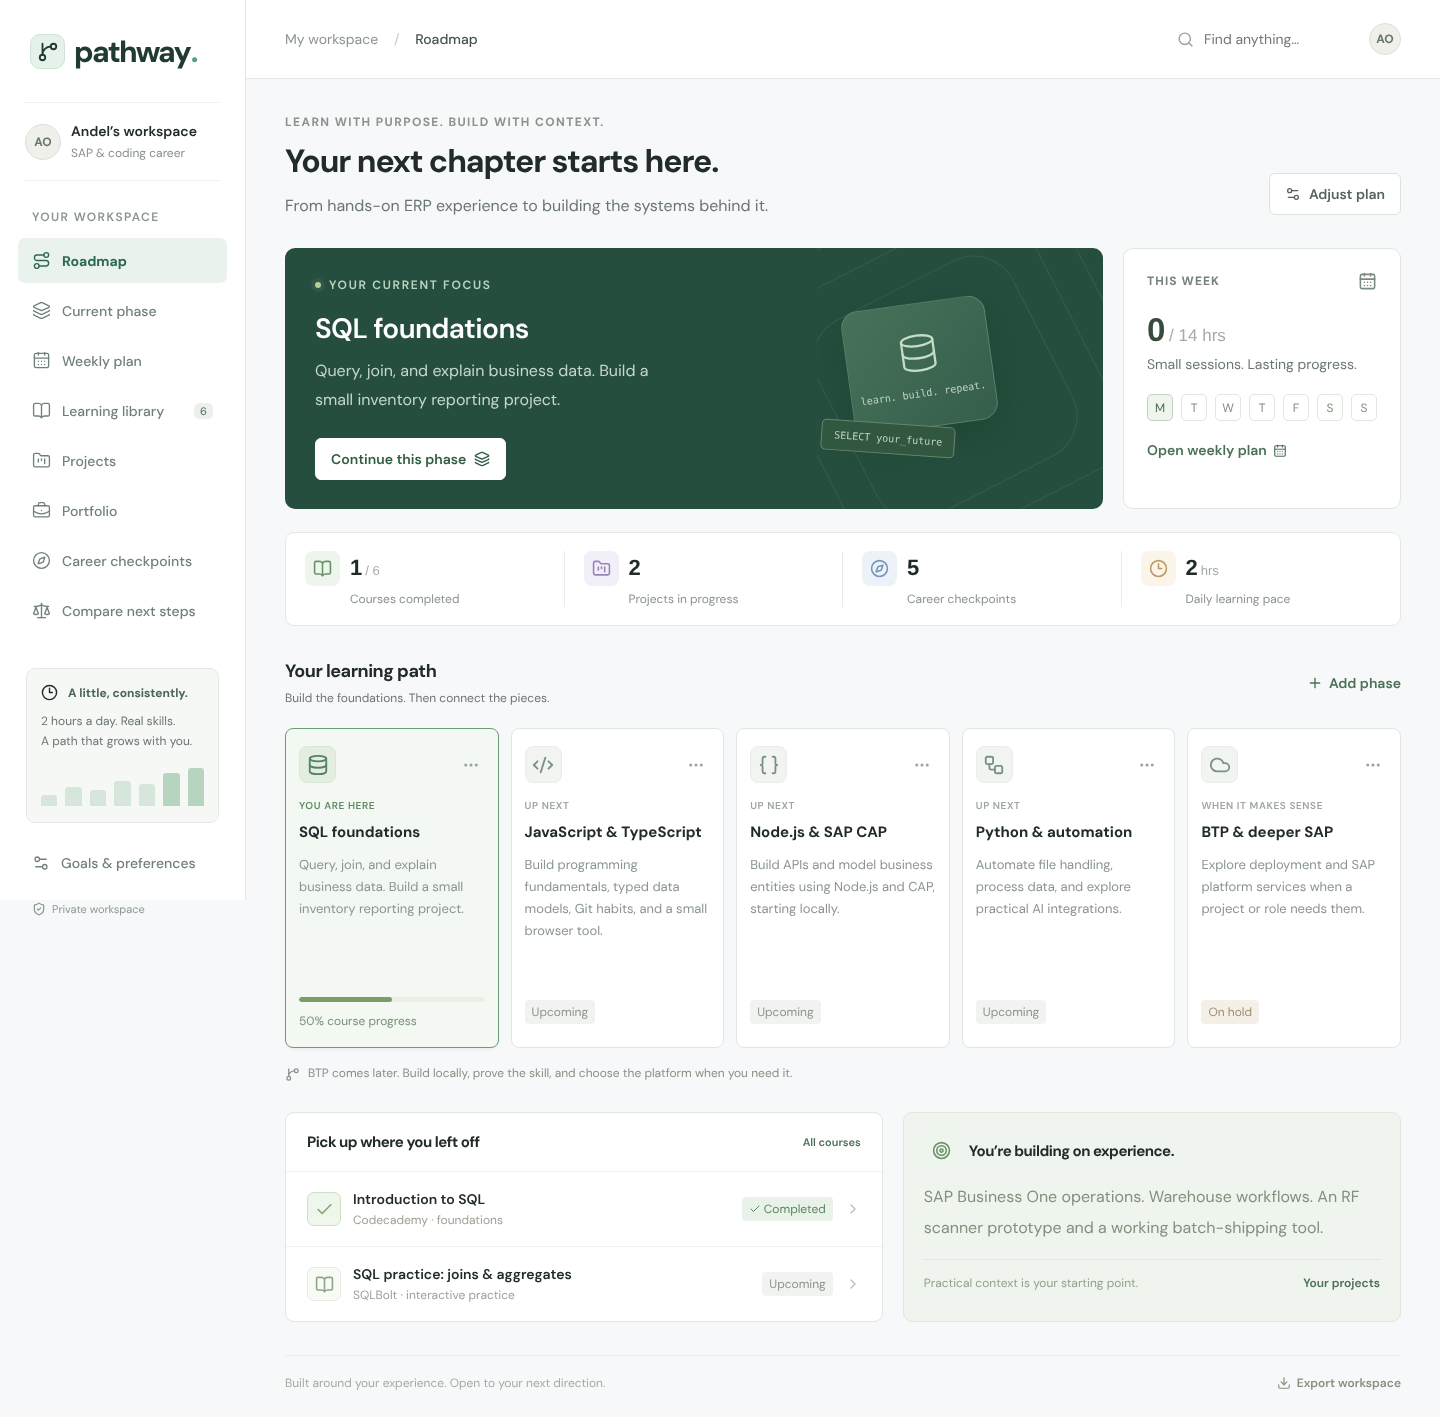 pathway.
AO
Andel's workspace
SAP & coding career
YOUR WORKSPACE
Roadmap
Current phase
Weekly plan
Learning library 6
Projects
Portfolio
Career checkpoints
Compare next steps
A little, consistently.
2 hours a day. Real skills.
A path that grows with you.
Goals & preferences
Private workspace
My workspace / Roadmap
Find anything...
AO
LEARN WITH PURPOSE. BUILD WITH CONTEXT.
Your next chapter starts here.
From hands-on ERP experience to building the systems behind it.
Adjust plan
YOUR CURRENT FOCUS
SQL foundations
Query, join, and explain business data. Build a
small inventory reporting project.
Continue this phase
learn. build. repeat.
SELECT your_future
THIS WEEK
0 / 14 hrs
Small sessions. Lasting progress.
M T W T F S S
Open weekly plan
1 / 6
Courses completed
2
Projects in progress
5
Career checkpoints
2 hrs
Daily learning pace
Your learning path
Build the foundations. Then connect the pieces.
Add phase
YOU ARE HERE
SQL foundations
Query, join, and explain
business data. Build a small
inventory reporting project.
50% course progress
UP NEXT
JavaScript & TypeScript
Build programming
fundamentals, typed data
models, Git habits, and a small
browser tool.
Upcoming
UP NEXT
Node.js & SAP CAP
Build APIs and model business
entities using Node.js and CAP,
starting locally.
Upcoming
UP NEXT
Python & automation
Automate file handling,
process data, and explore
practical AI integrations.
Upcoming
WHEN IT MAKES SENSE
BTP & deeper SAP
Explore deployment and SAP
platform services when a
project or role needs them.
On hold
BTP comes later. Build locally, prove the skill, and choose the platform when you need it.
Pick up where you left off
All courses
Introduction to SQL
Codecademy · foundations
Completed
SQL practice: joins & aggregates
SQLBolt · interactive practice
Upcoming
You're building on experience.
SAP Business One operations. Warehouse workflows. An RF
scanner prototype and a working batch-shipping tool.
Practical context is your starting point.
Your projects
Built around your experience. Open to your next direction.
Export workspace